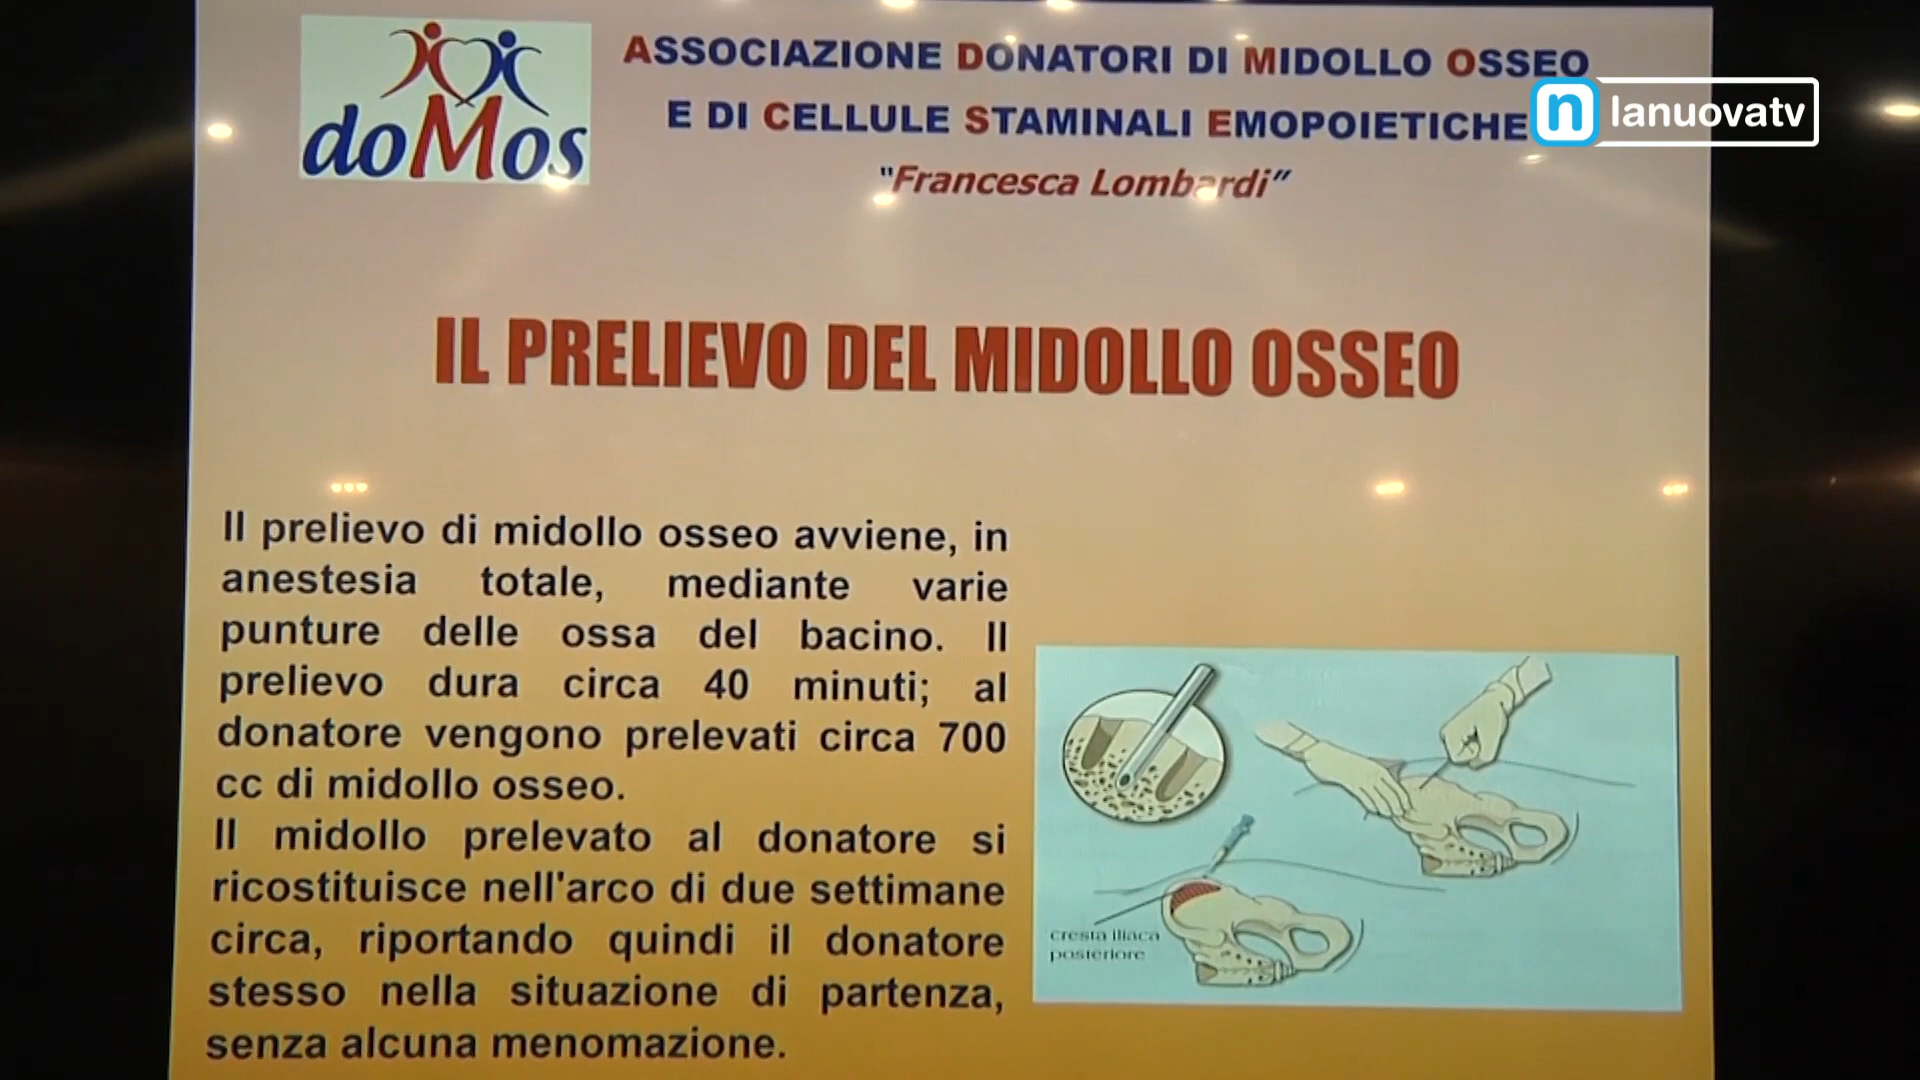 doMos
ASSOCIAZIONE DONATORI DI MIDOLLO OSSEO
E DI CELLULE STAMINALI EMOPOIETICHE
"Francesca Lombardi”
n lanuovatv
IL PRELIEVO DEL MIDOLLO OSSEO
Il prelievo di midollo osseo avviene, in
anestesia totale, mediante varie
punture delle ossa del bacino. Il
prelievo dura circa 40 minuti; al
donatore vengono prelevati circa 700
cc di midollo osseo.
Il midollo prelevato al donatore si
ricostituisce nell'arco di due settimane
circa, riportando quindi il donatore
stesso nella situazione di partenza,
senza alcuna menomazione.
cresta iliaca
posteriore